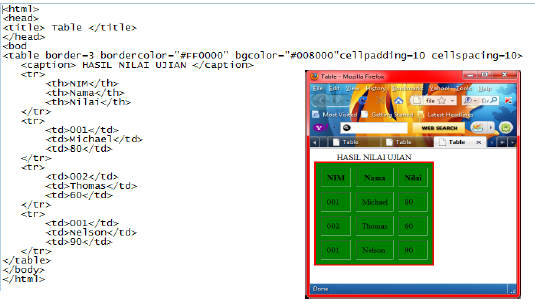 <html>
<head>
<title> Table </title>
</head>
<bod
<table border=3 bordercolor="#FF0000" bgcolor="#008000"cellpadding=10 cellspacing=10>
<caption> HASIL NILAI UJIAN </caption>
<tr>
<th>NIM</th>
<th>Nama</th>
<th>Nilai</th>
</tr>
<tr>
<td>001</td>
<td>Michael</td>
<td>80</td>
</tr>
<tr>
<td>002</td>
<td>Thomas</td>
<td>60</td>
</tr>
<tr>
<td>001</td>
<td>Nelson</td>
<td>90</td>
</tr>
</table>
</body>
</html>
Table - Mozilla Firefox
File Edit View History Bookmarks Yahoo! Tools Help
file
Most Visited Getting Started Latest Headlines
WEB SEARCH
Table Table Table
HASIL NILAI UJIAN
NIM Nama Nilai
001 Michael 80
002 Thomas 60
001 Nelson 90
Done